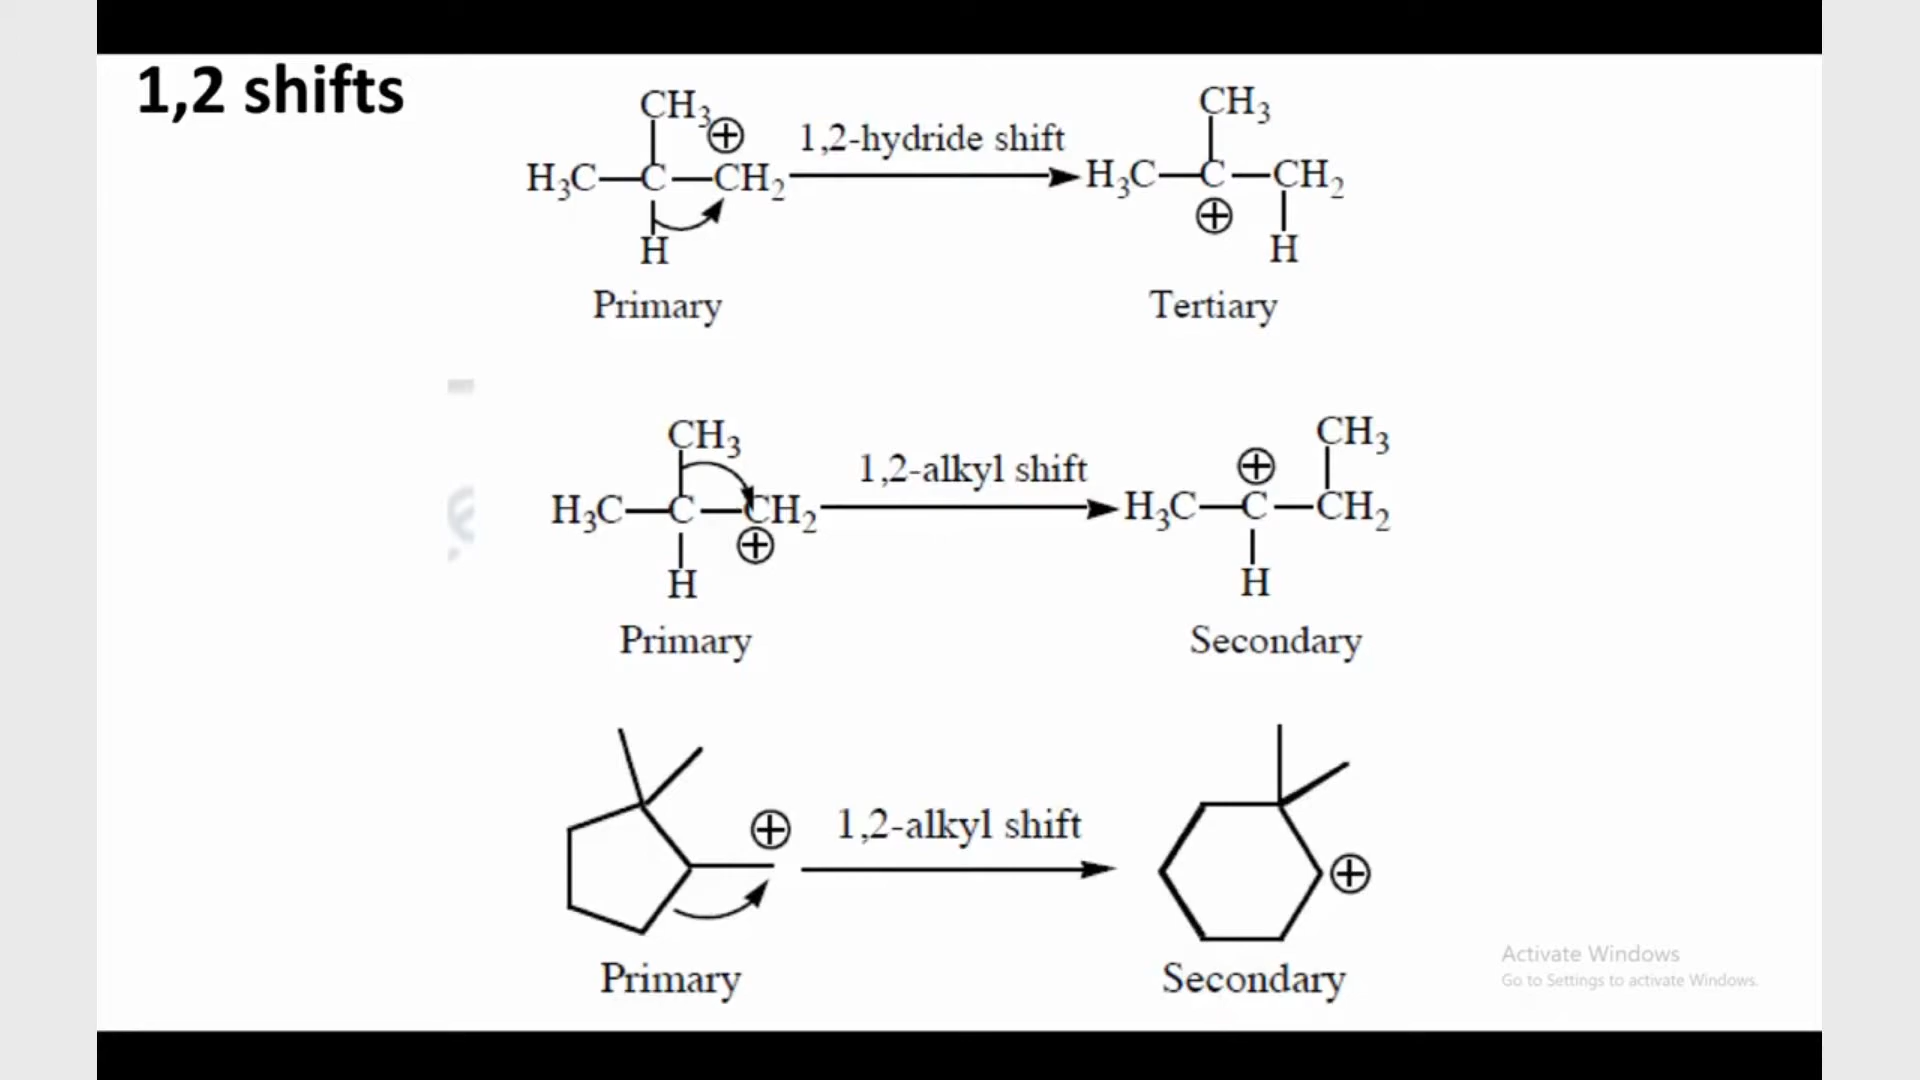 1,2 shifts
CH₃
⊕
H₃C—C—CH₂
H
Primary
1,2-hydride shift
CH₃
H₃C—C—CH₂
⊕
H
Tertiary
CH₃
H₃C—C—CH₂
⊕
H
Primary
1,2-alkyl shift
CH₃
⊕
H₃C—C—CH₂
H
Secondary
⊕
Primary
1,2-alkyl shift
⊕
Secondary
Activate Windows
Go to Settings to activate Windows.